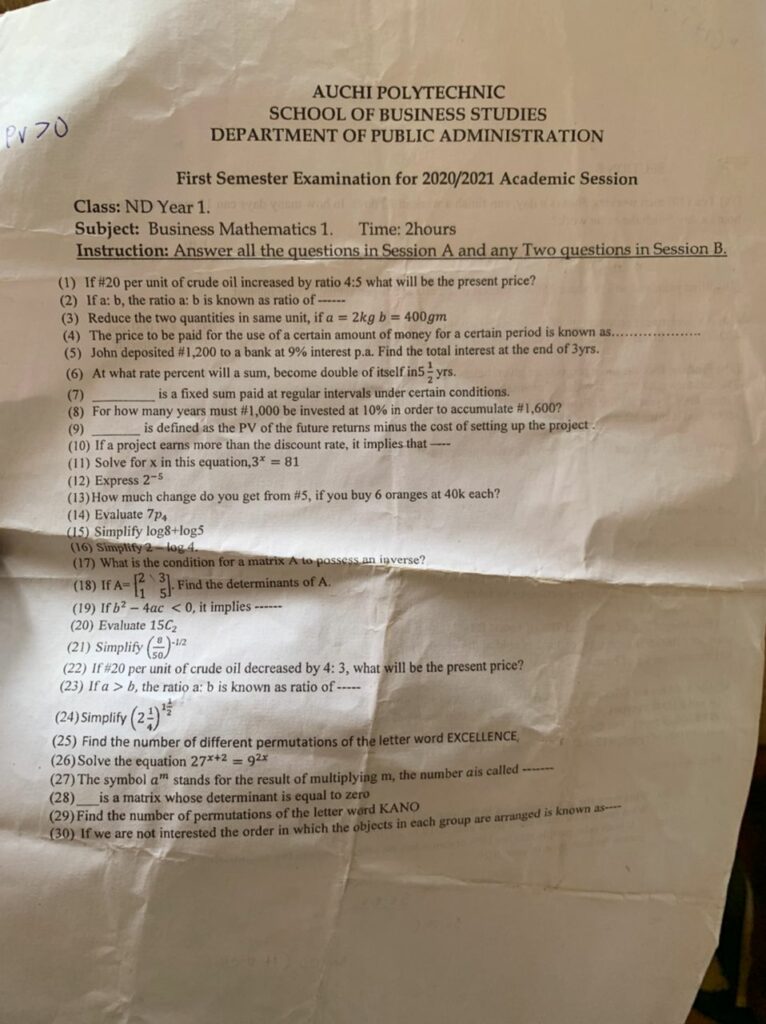 AUCHI POLYTECHNIC
SCHOOL OF BUSINESS STUDIES
DEPARTMENT OF PUBLIC ADMINISTRATION
PV >0
First Semester Examination for 2020/2021 Academic Session
Class: ND Year 1.
Subject: Business Mathematics 1. Time: 2hours
Instruction: Answer all the questions in Session A and any Two questions in Session B.
(1) If #20 per unit of crude oil increased by ratio 4:5 what will be the present price?
(2) If a: b, the ratio a: b is known as ratio of ------
(3) Reduce the two quantities in same unit, if a = 2kg b = 400gm
(4) The price to be paid for the use of a certain amount of money for a certain period is known as.....................
(5) John deposited #1,200 to a bank at 9% interest p.a. Find the total interest at the end of 3yrs.
(6) At what rate percent will a sum, become double of itself in5 1/2 yrs.
(7) __________ is a fixed sum paid at regular intervals under certain conditions.
(8) For how many years must #1,000 be invested at 10% in order to accumulate #1,600?
(9) ________ is defined as the PV of the future returns minus the cost of setting up the project .
(10) If a project earns more than the discount rate, it implies that ----
(11) Solve for x in this equation,3ˣ = 81
(12) Express 2⁻⁵
(13) How much change do you get from #5, if you buy 6 oranges at 40k each?
(14) Evaluate 7p₄
(15) Simplify log8+log5
(16) Simplify 2 – log 4.
(17) What is the condition for a matrix A to possess an inverse?
(18) If A= [2 3
1 5]. Find the determinants of A.
(19) If b² − 4ac < 0, it implies ------
(20) Evaluate 15C₂
(21) Simplify (8/50)^-1/2
(22) If #20 per unit of crude oil decreased by 4: 3, what will be the present price?
(23) If a > b, the ratio a: b is known as ratio of -----
(24) Simplify (2 1/4)^1 1/2
(25) Find the number of different permutations of the letter word EXCELLENCE,
(26) Solve the equation 27ˣ⁺² = 9²ˣ
(27) The symbol aᵐ stands for the result of multiplying m, the number ais called -------
(28) ___ is a matrix whose determinant is equal to zero
(29) Find the number of permutations of the letter word KANO
(30) If we are not interested the order in which the objects in each group are arranged is known as----